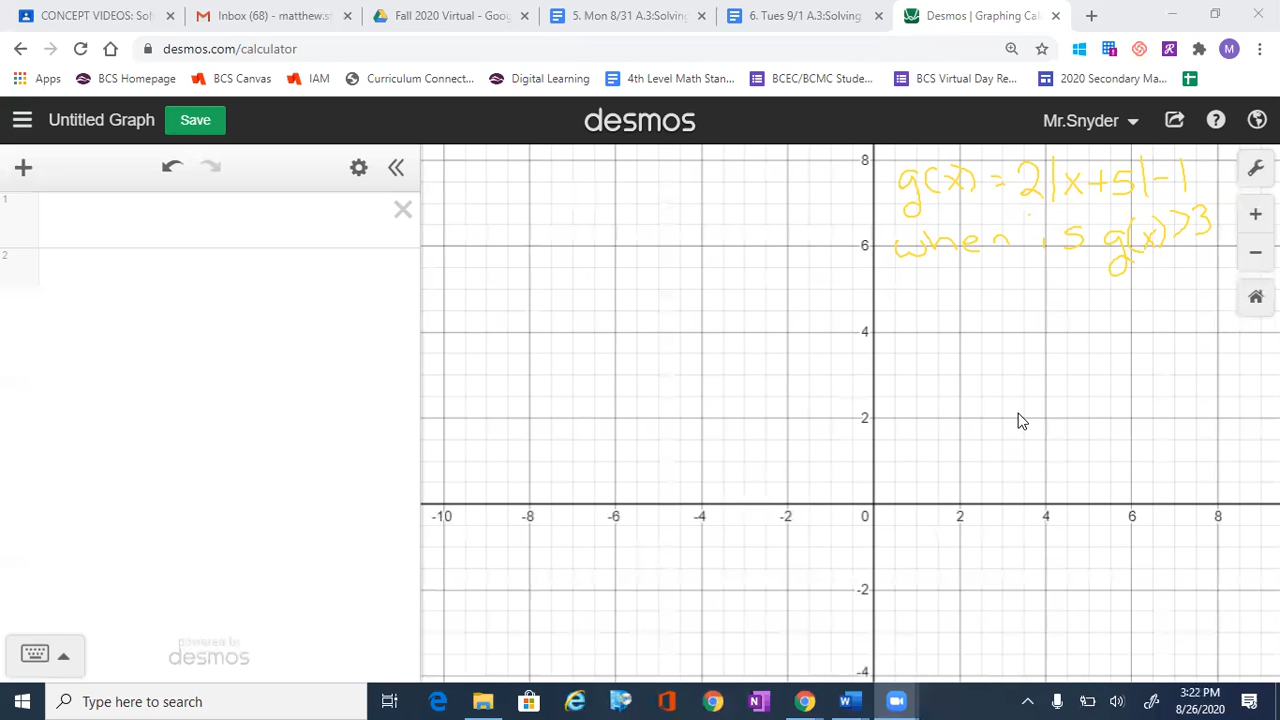 CONCEPT VIDEOS: Sol
Inbox (68) - matthew.st
Fall 2020 Virtual - Goog
5. Mon 8/31 A.3:Solving
6. Tues 9/1 A.3:Solving
Desmos | Graphing Cal
desmos.com/calculator
M
Apps
BCS Homepage
BCS Canvas
IAM
Curriculum Connect...
Digital Learning
4th Level Math Stan...
BCEC/BCMC Stude...
BCS Virtual Day Re...
2020 Secondary Ma...
Untitled Graph
Save
desmos
Mr.Snyder
1
2
g(x) = 2|x+5|-1
when is g(x)>3
8
6
4
2
-10 -8 -6 -4 -2 0 2 4 6 8
-2
-4
powered by
desmos
Type here to search
3:22 PM
8/26/2020